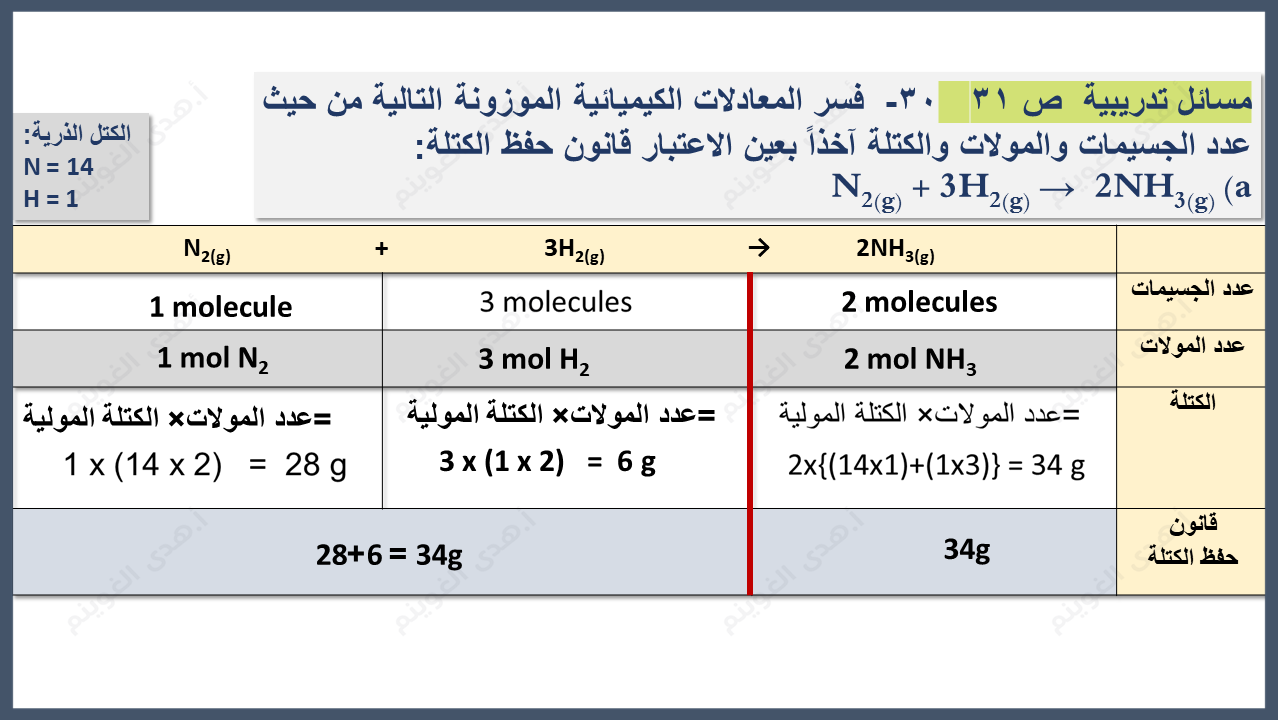 مسائل تدريبية ص ٣١ ٣٠- فسر المعادلات الكيميائية الموزونة التالية من حيث
عدد الجسيمات والمولات والكتلة آخذاً بعين الاعتبار قانون حفظ الكتلة:
N2(g) + 3H2(g) → 2NH3(g) (a
الكتل الذرية:
N = 14
H = 1
N2(g) + 3H2(g) → 2NH3(g)
1 molecule 3 molecules 2 molecules عدد الجسيمات
1 mol N2 3 mol H2 2 mol NH3 عدد المولات
=عدد المولات× الكتلة المولية =عدد المولات× الكتلة المولية =عدد المولات× الكتلة المولية الكتلة
1 x (14 x 2) = 28 g 3 x (1 x 2) = 6 g 2x{(14x1)+(1x3)} = 34 g
28+6 = 34g 34g قانون
حفظ الكتلة
أ.هدى الغوينم